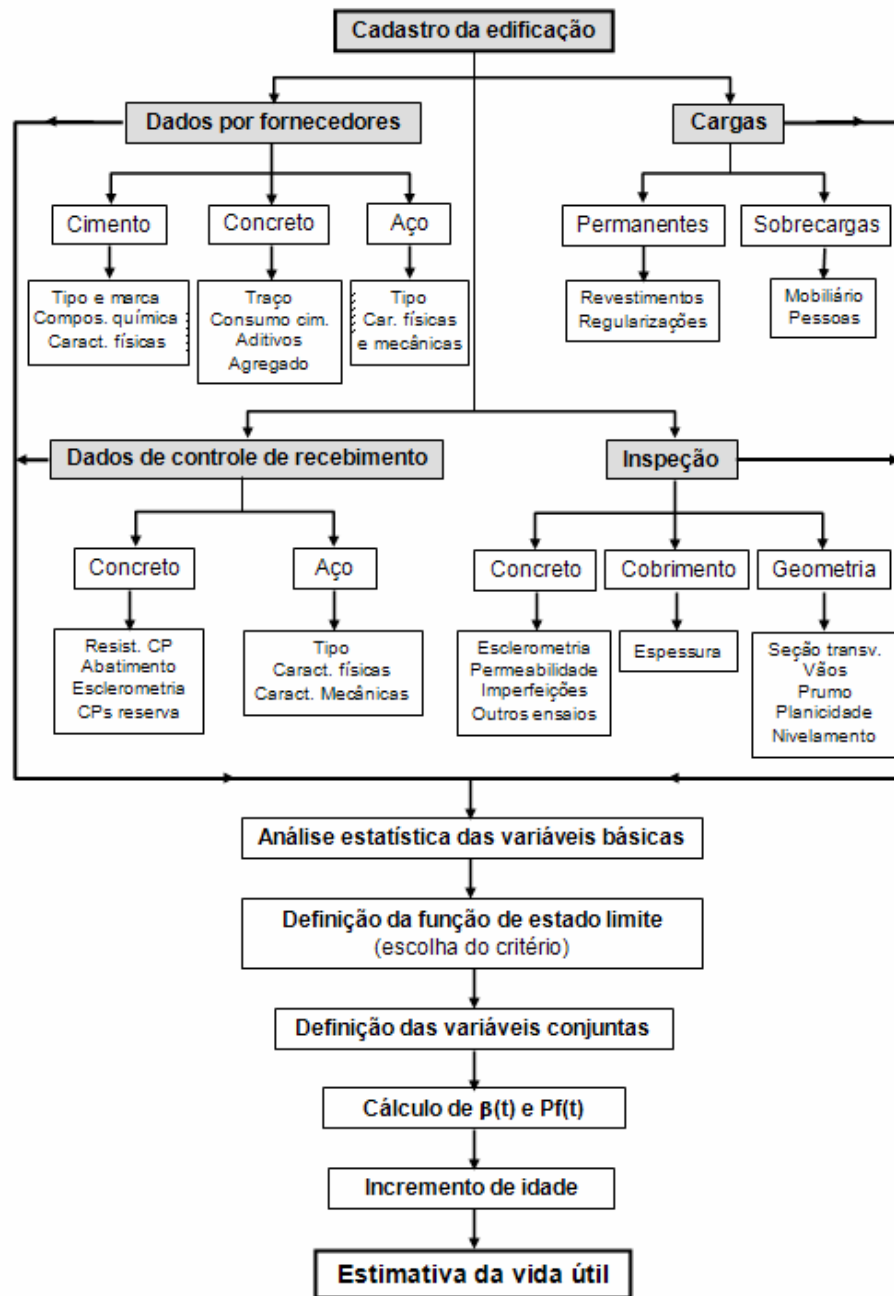 Cadastro da edificação
Dados por fornecedores
Cargas
Cimento
Concreto
Aço
Permanentes
Sobrecargas
Tipo e marca
Compos. química
Caract. físicas
Traço
Consumo cim.
Aditivos
Agregado
Tipo
Car. físicas
e mecânicas
Revestimentos
Regularizações
Mobiliário
Pessoas
Dados de controle de recebimento
Inspeção
Concreto
Aço
Concreto
Cobrimento
Geometria
Resist. CP
Abatimento
Esclerometria
CPs reserva
Tipo
Caract. físicas
Caract. Mecânicas
Esclerometria
Permeabilidade
Imperfeições
Outros ensaios
Espessura
Seção transv.
Vãos
Prumo
Planicidade
Nivelamento
Análise estatística das variáveis básicas
Definição da função de estado limite
(escolha do critério)
Definição das variáveis conjuntas
Cálculo de β(t) e Pf(t)
Incremento de idade
Estimativa da vida útil